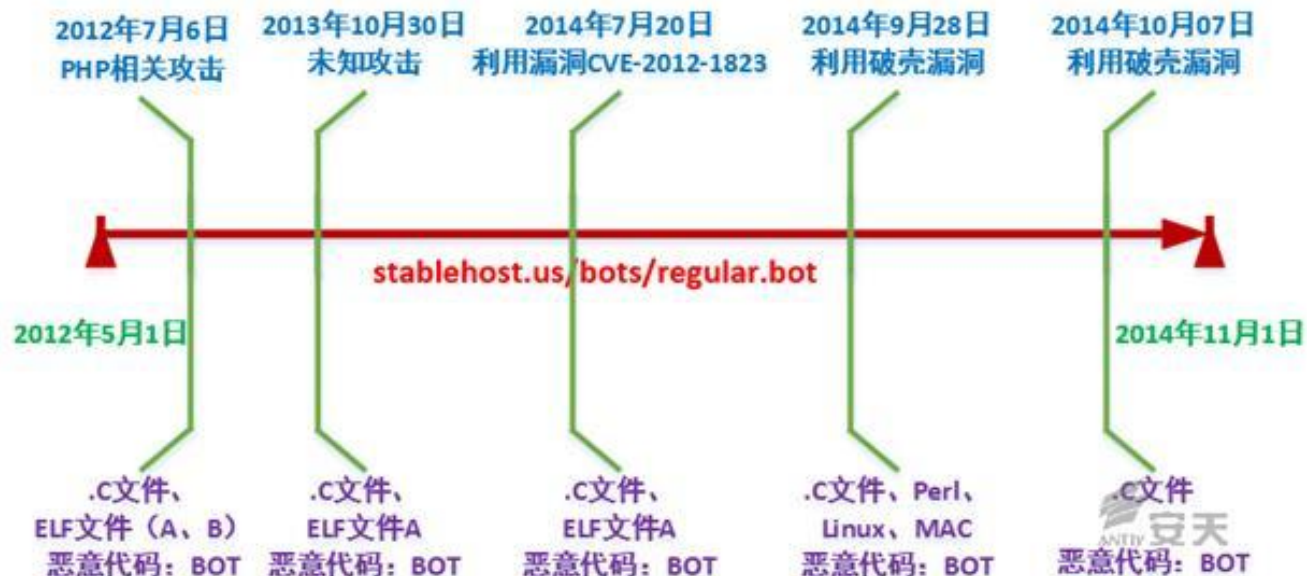 2012年7月6日
PHP相关攻击
2013年10月30日
未知攻击
2014年7月20日
利用漏洞CVE-2012-1823
2014年9月28日
利用破壳漏洞
2014年10月07日
利用破壳漏洞
stablehost.us/bots/regular.bot
2012年5月1日
2014年11月1日
.C文件、
ELF文件（A、B）
恶意代码：BOT
.C文件、
ELF文件A
恶意代码：BOT
.C文件、
ELF文件A
恶意代码：BOT
.C文件、Perl、
Linux、MAC
恶意代码：BOT
.C文件
恶意代码：BOT
安天